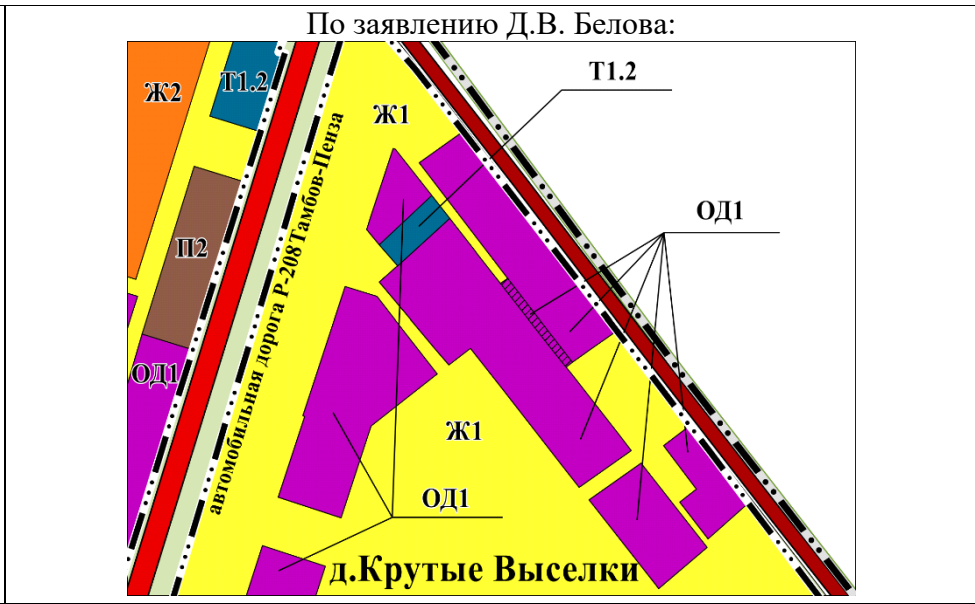 По заявлению Д.В. Белова:
Т1.2
Ж2
Т1.2
Ж1
автомобильная дорога Р-208 Тамбов-Пенза
ОД1
П2
ОД1
Ж1
ОД1
д.Крутые Выселки